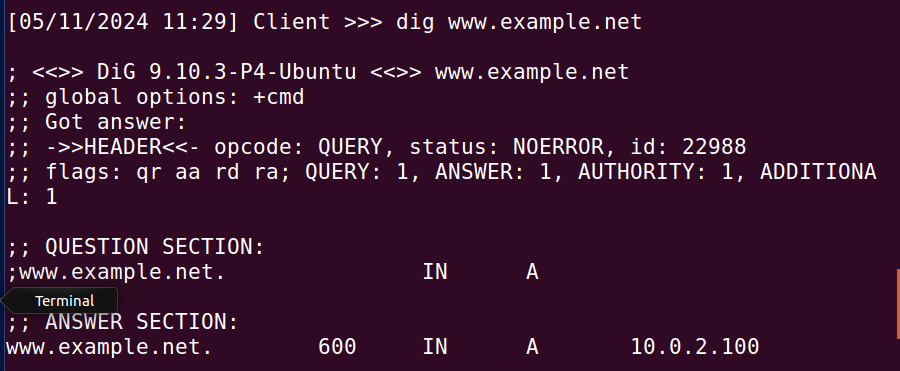 [05/11/2024 11:29] Client >>> dig www.example.net
; <<>> DiG 9.10.3-P4-Ubuntu <<>> www.example.net
;; global options: +cmd
;; Got answer:
;; ->>HEADER<<- opcode: QUERY, status: NOERROR, id: 22988
;; flags: qr aa rd ra; QUERY: 1, ANSWER: 1, AUTHORITY: 1, ADDITIONA
L: 1
;; QUESTION SECTION:
;www.example.net. IN A
Terminal
;; ANSWER SECTION:
www.example.net. 600 IN A 10.0.2.100